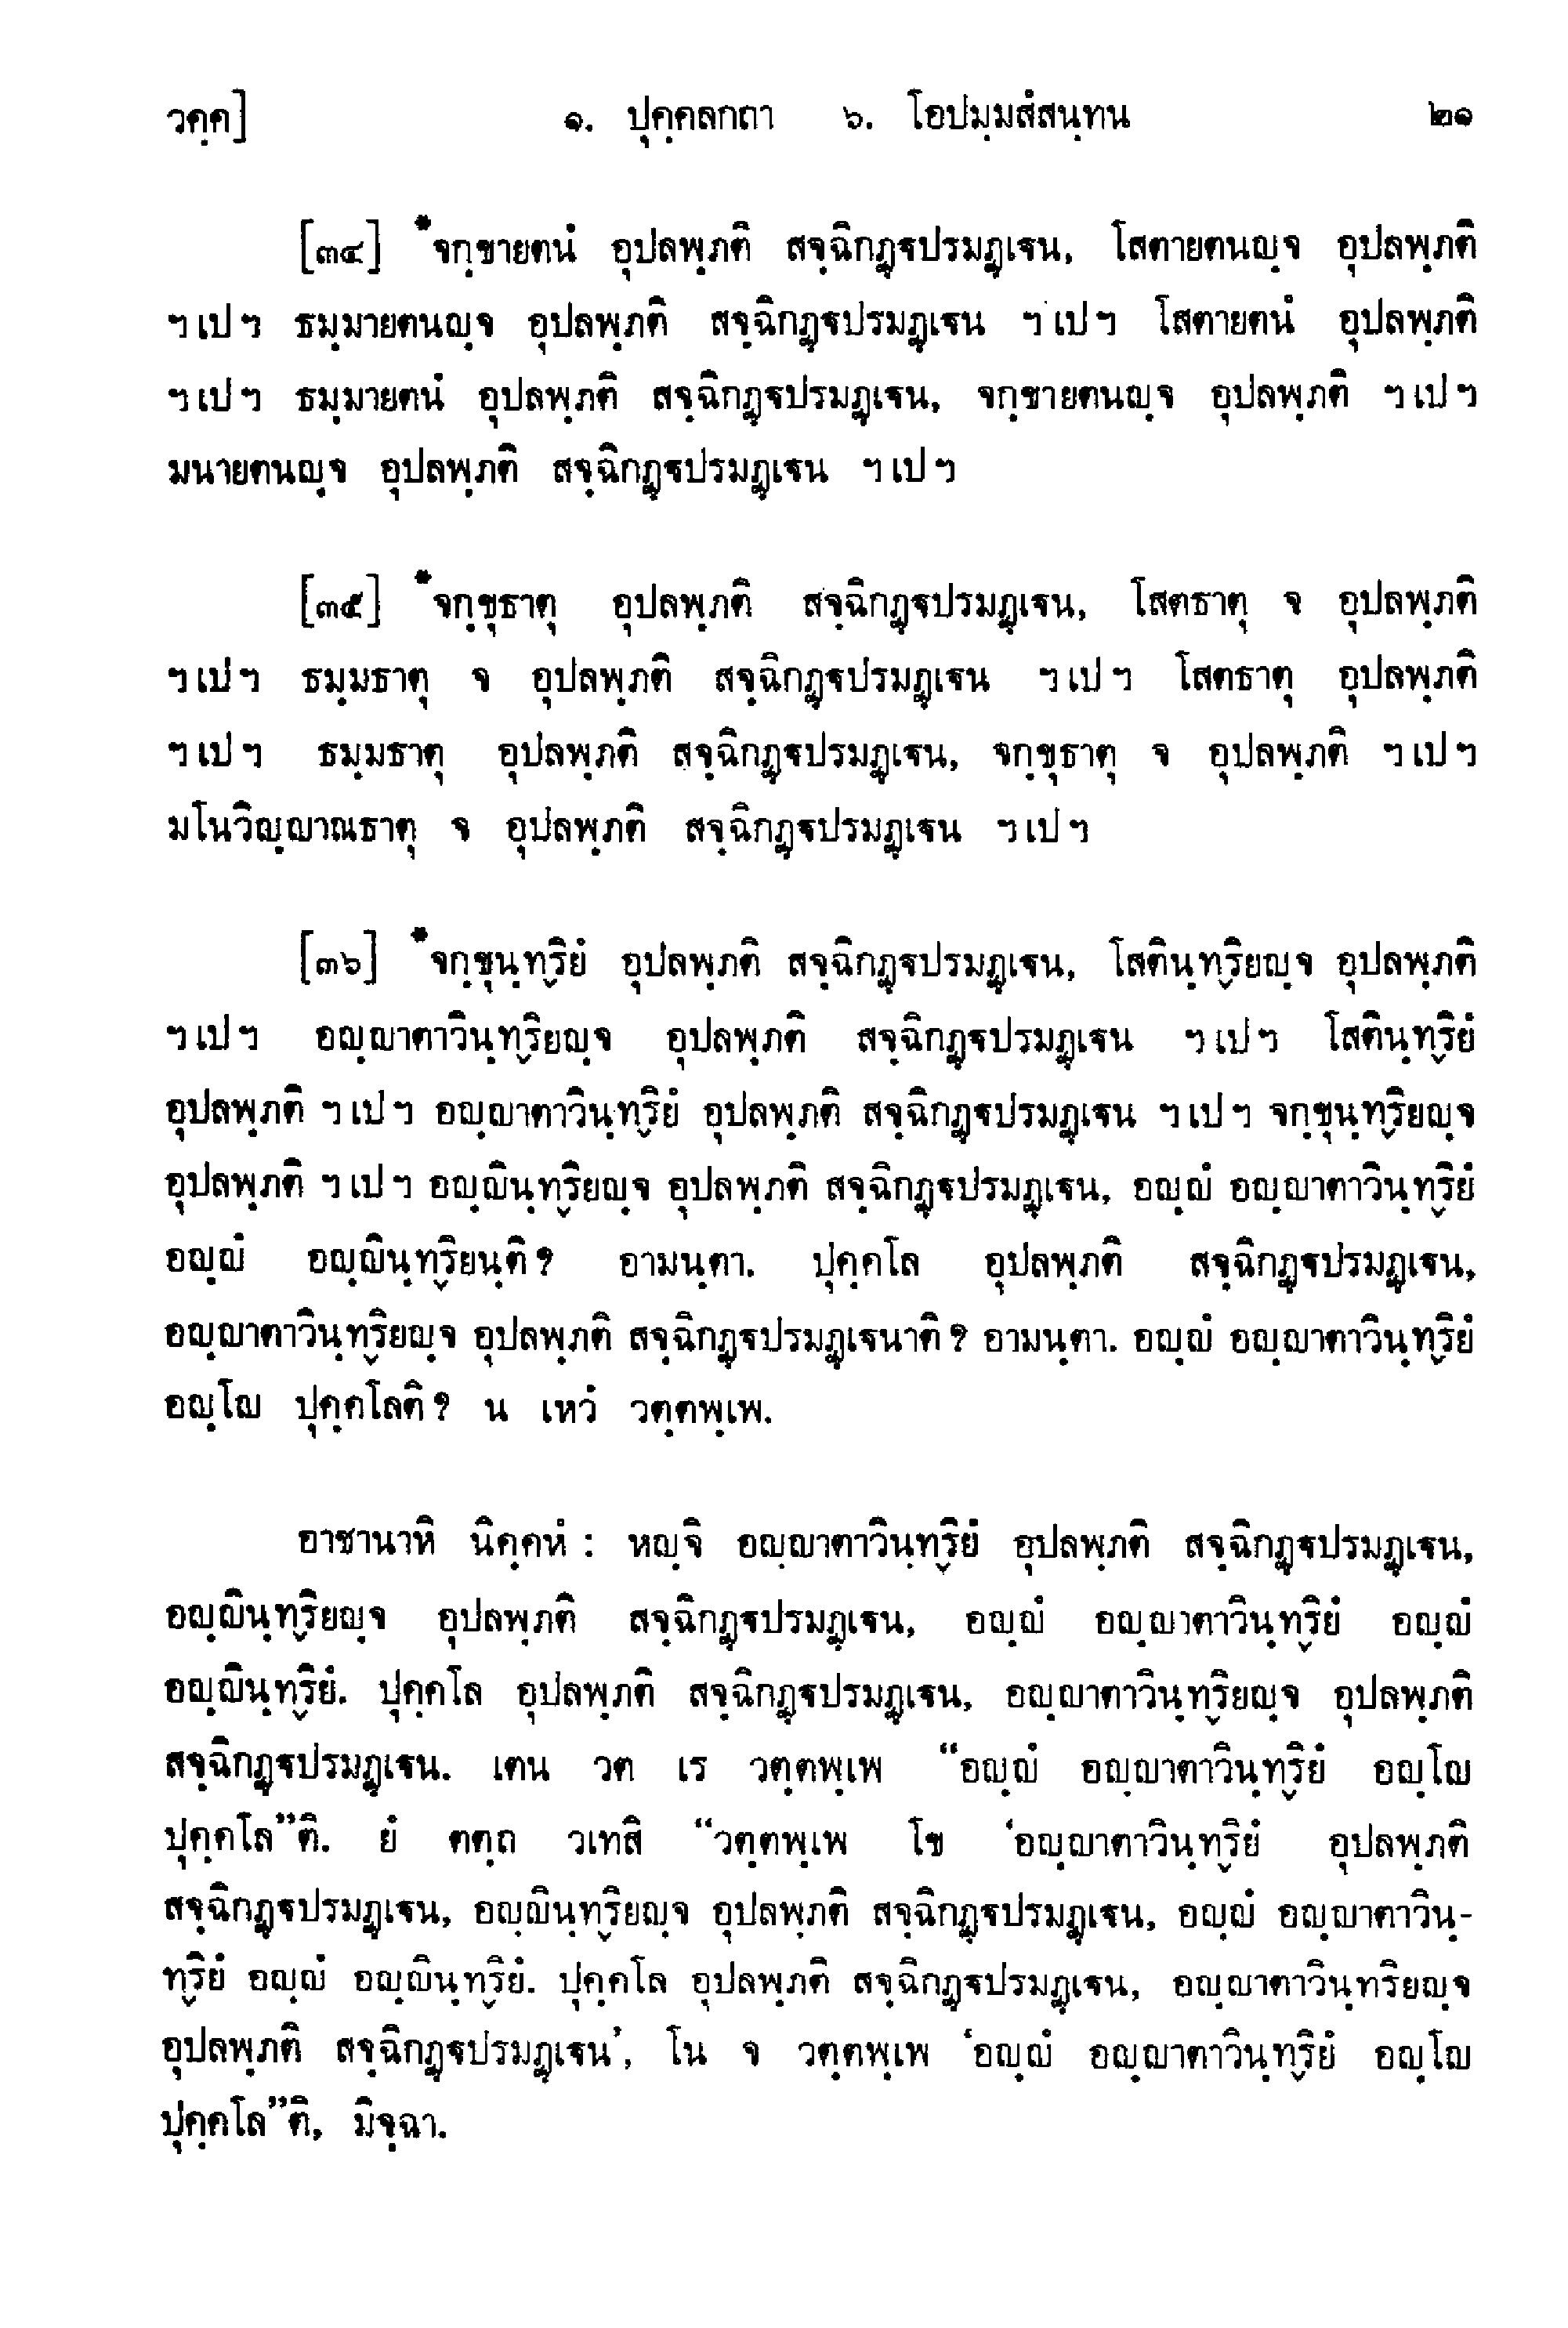 วคฺค]	๑. ปุคฺคลกถา ๖. โอปมฺมสํสนฺทน	๒๑
[๓๔] *จกฺขายตนํ อุปลพฺภติ สจฺฉิกฏฺฐปรมฏฺเฐน, โสตายตนญฺจ อุปลพฺภติ
ฯเปฯ ธมฺมายตนญฺจ อุปลพฺภติ สจฺฉิกฏฺฐปรมฏฺเฐน ฯเปฯ โสตายตนํ อุปลพฺภติ
ฯเปฯ ธมฺมายตนํ อุปลพฺภติ สจฺฉิกฏฺฐปรมฏฺเฐน, จกฺขายตนญฺจ อุปลพฺภติ ฯเปฯ
มนายตนญฺจ อุปลพฺภติ สจฺฉิกฏฺฐปรมฏฺเฐน ฯเปฯ
[๓๕] *จกฺขุธาตุ อุปลพฺภติ สจฺฉิกฏฺฐปรมฏฺเฐน, โสตธาตุ จ อุปลพฺภติ
ฯเปฯ ธมฺมธาตุ จ อุปลพฺภติ สจฺฉิกฏฺฐปรมฏฺเฐน ฯเปฯ โสตธาตุ อุปลพฺภติ
ฯเปฯ ธมฺมธาตุ อุปลพฺภติ สจฺฉิกฏฺฐปรมฏฺเฐน, จกฺขุธาตุ จ อุปลพฺภติ ฯเปฯ
มโนวิญฺญาณธาตุ จ อุปลพฺภติ สจฺฉิกฏฺฐปรมฏฺเฐน ฯเปฯ
[๓๖] *จกฺขุนฺทฺริยํ อุปลพฺภติ สจฺฉิกฏฺฐปรมฏฺเฐน, โสตินฺทฺริยญฺจ อุปลพฺภติ
ฯเปฯ อญฺญาตาวินฺทฺริยญฺจ อุปลพฺภติ สจฺฉิกฏฺฐปรมฏฺเฐน ฯเปฯ โสตินฺทฺริยํ
อุปลพฺภติ ฯเปฯ อญฺญาตาวินฺทฺริยํ อุปลพฺภติ สจฺฉิกฏฺฐปรมฏฺเฐน ฯเปฯ จกฺขุนฺทฺริยญฺจ
อุปลพฺภติ ฯเปฯ อญฺญินฺทฺริยญฺจ อุปลพฺภติ สจฺฉิกฏฺฐปรมฏฺเฐน, อญฺญํ อญฺญาตาวินฺทฺริยํ
อญฺญํ อญฺญินฺทฺริยนฺติ? อามนฺตา. ปุคฺคโล อุปลพฺภติ สจฺฉิกฏฺฐปรมฏฺเฐน,
อญฺญาตาวินฺทฺริยญฺจ อุปลพฺภติ สจฺฉิกฏฺฐปรมฏฺเฐนาติ? อามนฺตา. อญฺญํ อญฺญาตาวินฺทฺริยํ
อญฺโญ ปุคฺคโลติ? น เหวํ วตฺตพฺเพ.
อาชานาหิ นิคฺคหํ : หญฺจิ อญฺญาตาวินฺทฺริยํ อุปลพฺภติ สจฺฉิกฏฺฐปรมฏฺเฐน,
อญฺญินฺทฺริยญฺจ อุปลพฺภติ สจฺฉิกฏฺฐปรมฏฺเฐน, อญฺญํ อญฺญาตาวินฺทฺริยํ อญฺญํ
อญฺญินฺทฺริยํ. ปุคฺคโล อุปลพฺภติ สจฺฉิกฏฺฐปรมฏฺเฐน, อญฺญาตาวินฺทฺริยญฺจ อุปลพฺภติ
สจฺฉิกฏฺฐปรมฏฺเฐน. เตน วต เร วตฺตพฺเพ “อญฺญํ อญฺญาตาวินฺทฺริยํ อญฺโญ
ปุคฺคโล”ติ. ยํ ตตฺถ วเทสิ “วตฺตพฺเพ โข ‘อญฺญาตาวินฺทฺริยํ อุปลพฺภติ
สจฺฉิกฏฺฐปรมฏฺเฐน, อญฺญินฺทฺริยญฺจ อุปลพฺภติ สจฺฉิกฏฺฐปรมฏฺเฐน, อญฺญํ อญฺญาตาวินฺ-
ทฺริยํ อญฺญํ อญฺญินฺทฺริยํ. ปุคฺคโล อุปลพฺภติ สจฺฉิกฏฺฐปรมฏฺเฐน, อญฺญาตาวินฺทริยญฺจ
อุปลพฺภติ สจฺฉิกฏฺฐปรมฏฺเฐน’, โน จ วตฺตพฺเพ ‘อญฺญํ อญฺญาตาวินฺทฺริยํ อญฺโญ
ปุคฺคโล”ติ, มิจฺฉา.